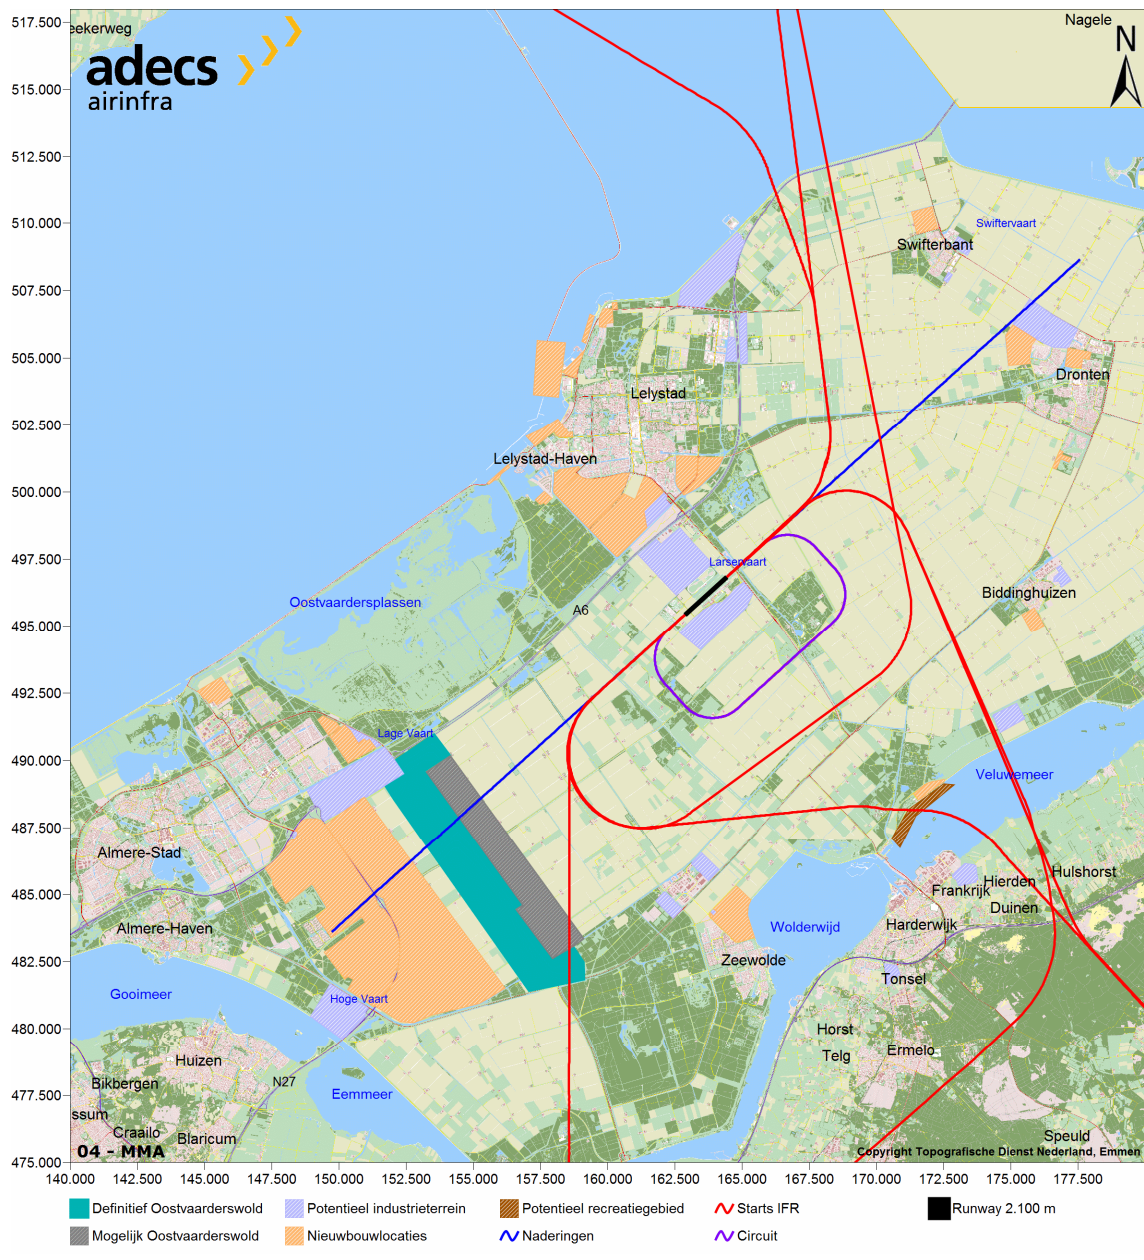 517.500
515.000
512.500
510.000
507.500
505.000
502.500
500.000
497.500
495.000
492.500
490.000
487.500
485.000
482.500
480.000
477.500
475.000
eekerweg
adecs
airinfra
Nagele
N
Swiftervaart
Swifterbant
Dronten
Lelystad
Lelystad-Haven
Larservaart
Oostvaardersplassen
A6
Biddinghuizen
Lage Vaart
Veluwemeer
Almere-Stad
Hulshorst
Hierden
Frankrijk
Duinen
Almere-Haven
Wolderwijd
Harderwijk
Zeewolde
Tonsel
Gooimeer
Hoge Vaart
Horst
Telg
Ermelo
Huizen
Bikbergen
N27
Eemmeer
ssum
Craailo
Blaricum
Speuld
04 - MMA
Copyright Topografische Dienst Nederland, Emmen
140.000 142.500 145.000 147.500 150.000 152.500 155.000 157.500 160.000 162.500 165.000 167.500 170.000 172.500 175.000 177.500
Definitief Oostvaarderswold
Potentieel industrieterrein
Potentieel recreatiegebied
Starts IFR
Runway 2.100 m
Mogelijk Oostvaarderswold
Nieuwbouwlocaties
Naderingen
Circuit